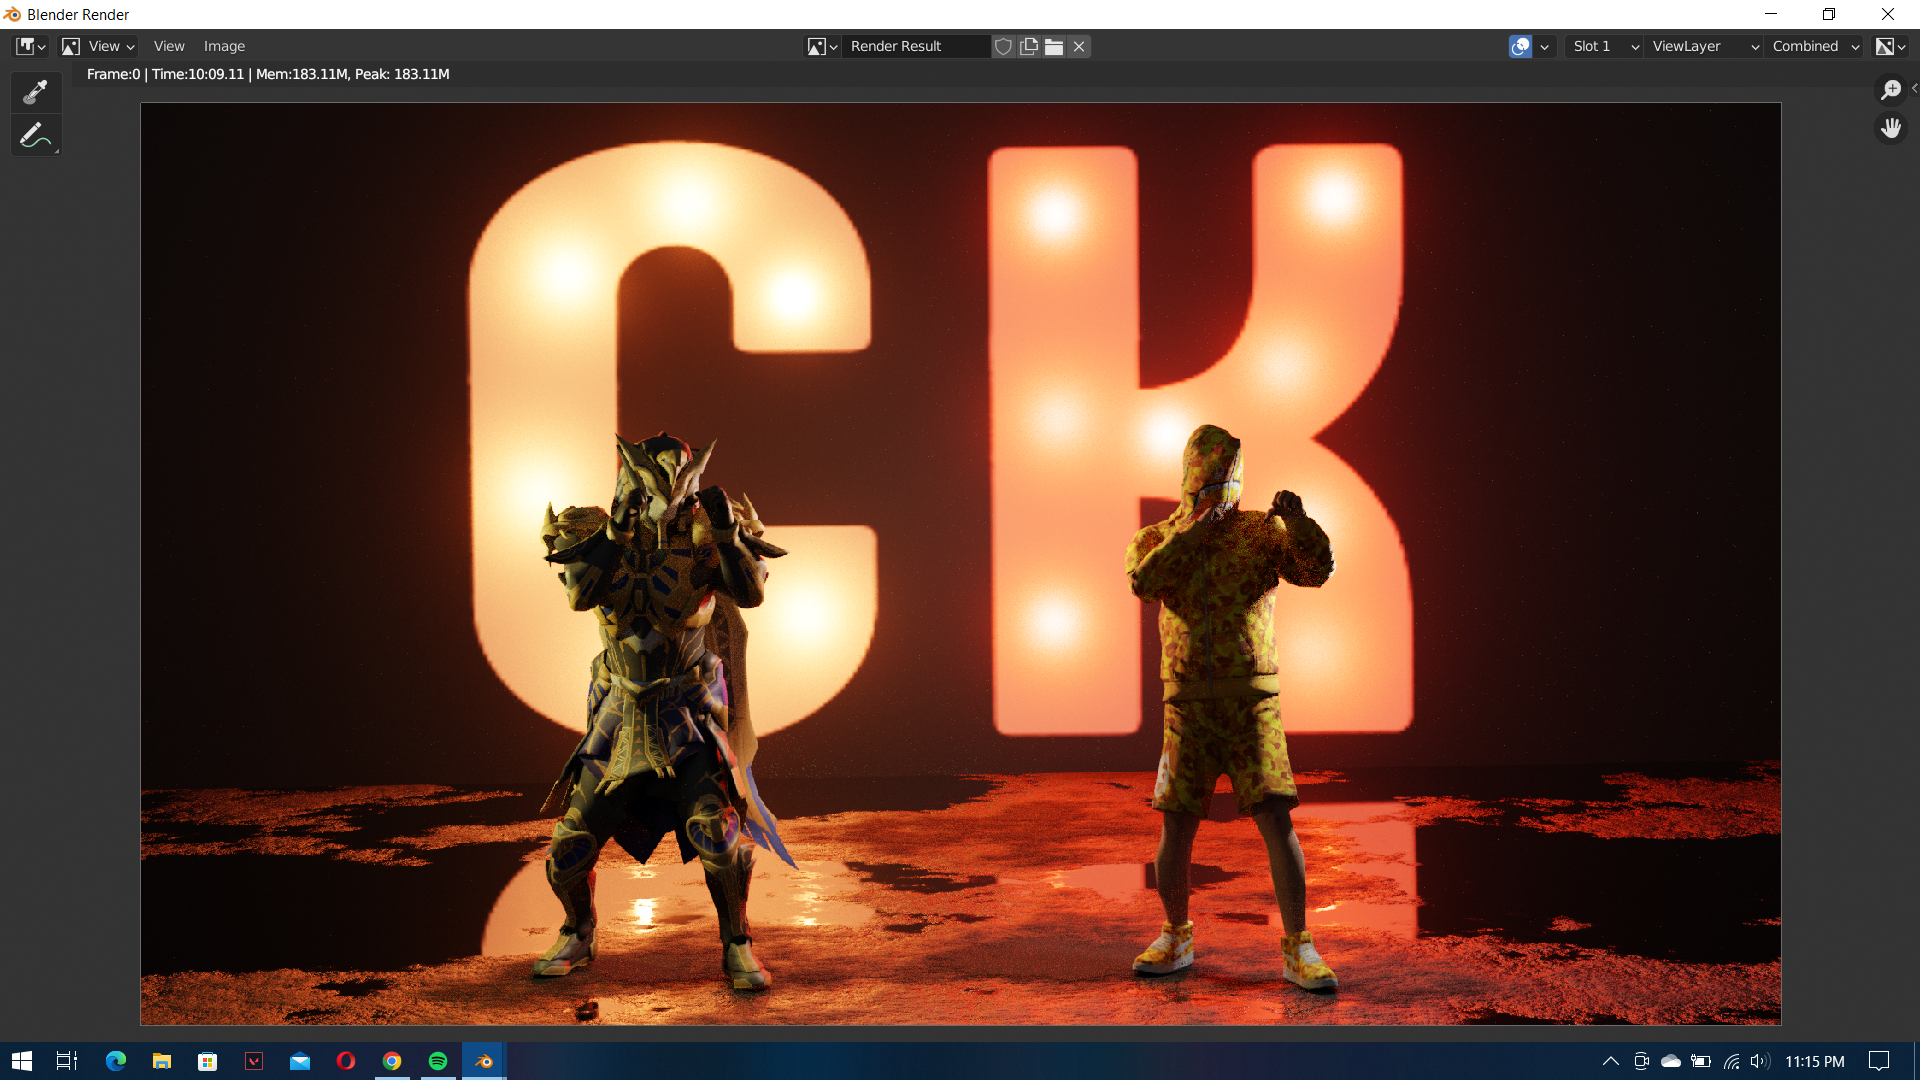 Blender Render
View View Image Render Result Slot 1 ViewLayer Combined
Frame:0 | Time:10:09.11 | Mem:183.11M, Peak: 183.11M
CK
11:15 PM